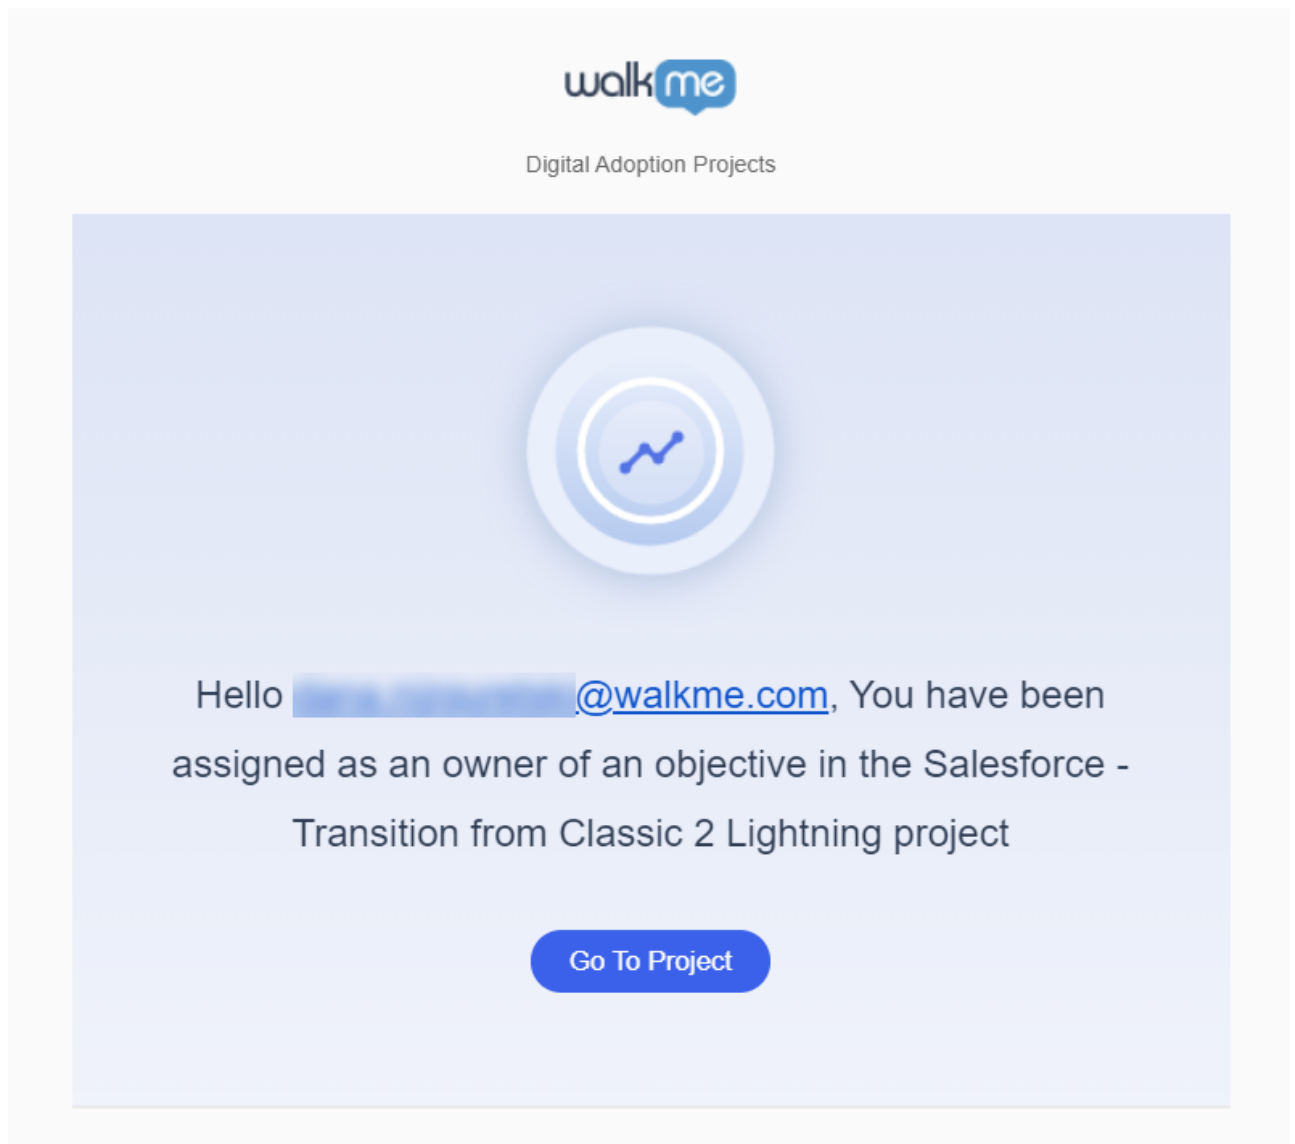 walkme
Digital Adoption Projects
Hello @walkme.com, You have been
assigned as an owner of an objective in the Salesforce -
Transition from Classic 2 Lightning project
Go To Project